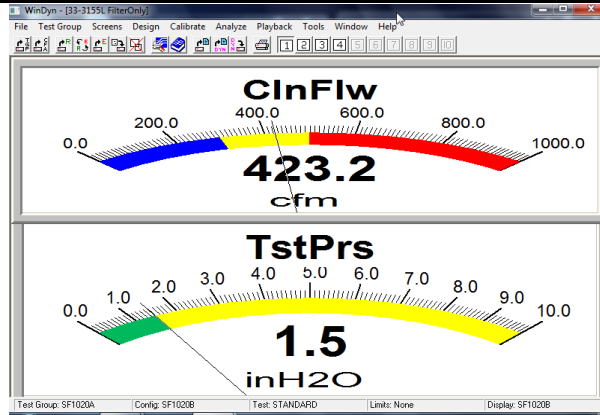 WinDyn - [33-3155L FilterOnly]
File Test Group Screens Design Calibrate Analyze Playback Tools Window Help
1 2 3 4 5 6 7 8 9 10
ClnFlw
0.0 200.0 400.0 600.0 800.0 1000.0
423.2
cfm
TstPrs
0.0 1.0 2.0 3.0 4.0 5.0 6.0 7.0 8.0 9.0 10.0
1.5
inH2O
Test Group: SF1020A Config: SF1020B Test: STANDARD Limits: None Display: SF1020B